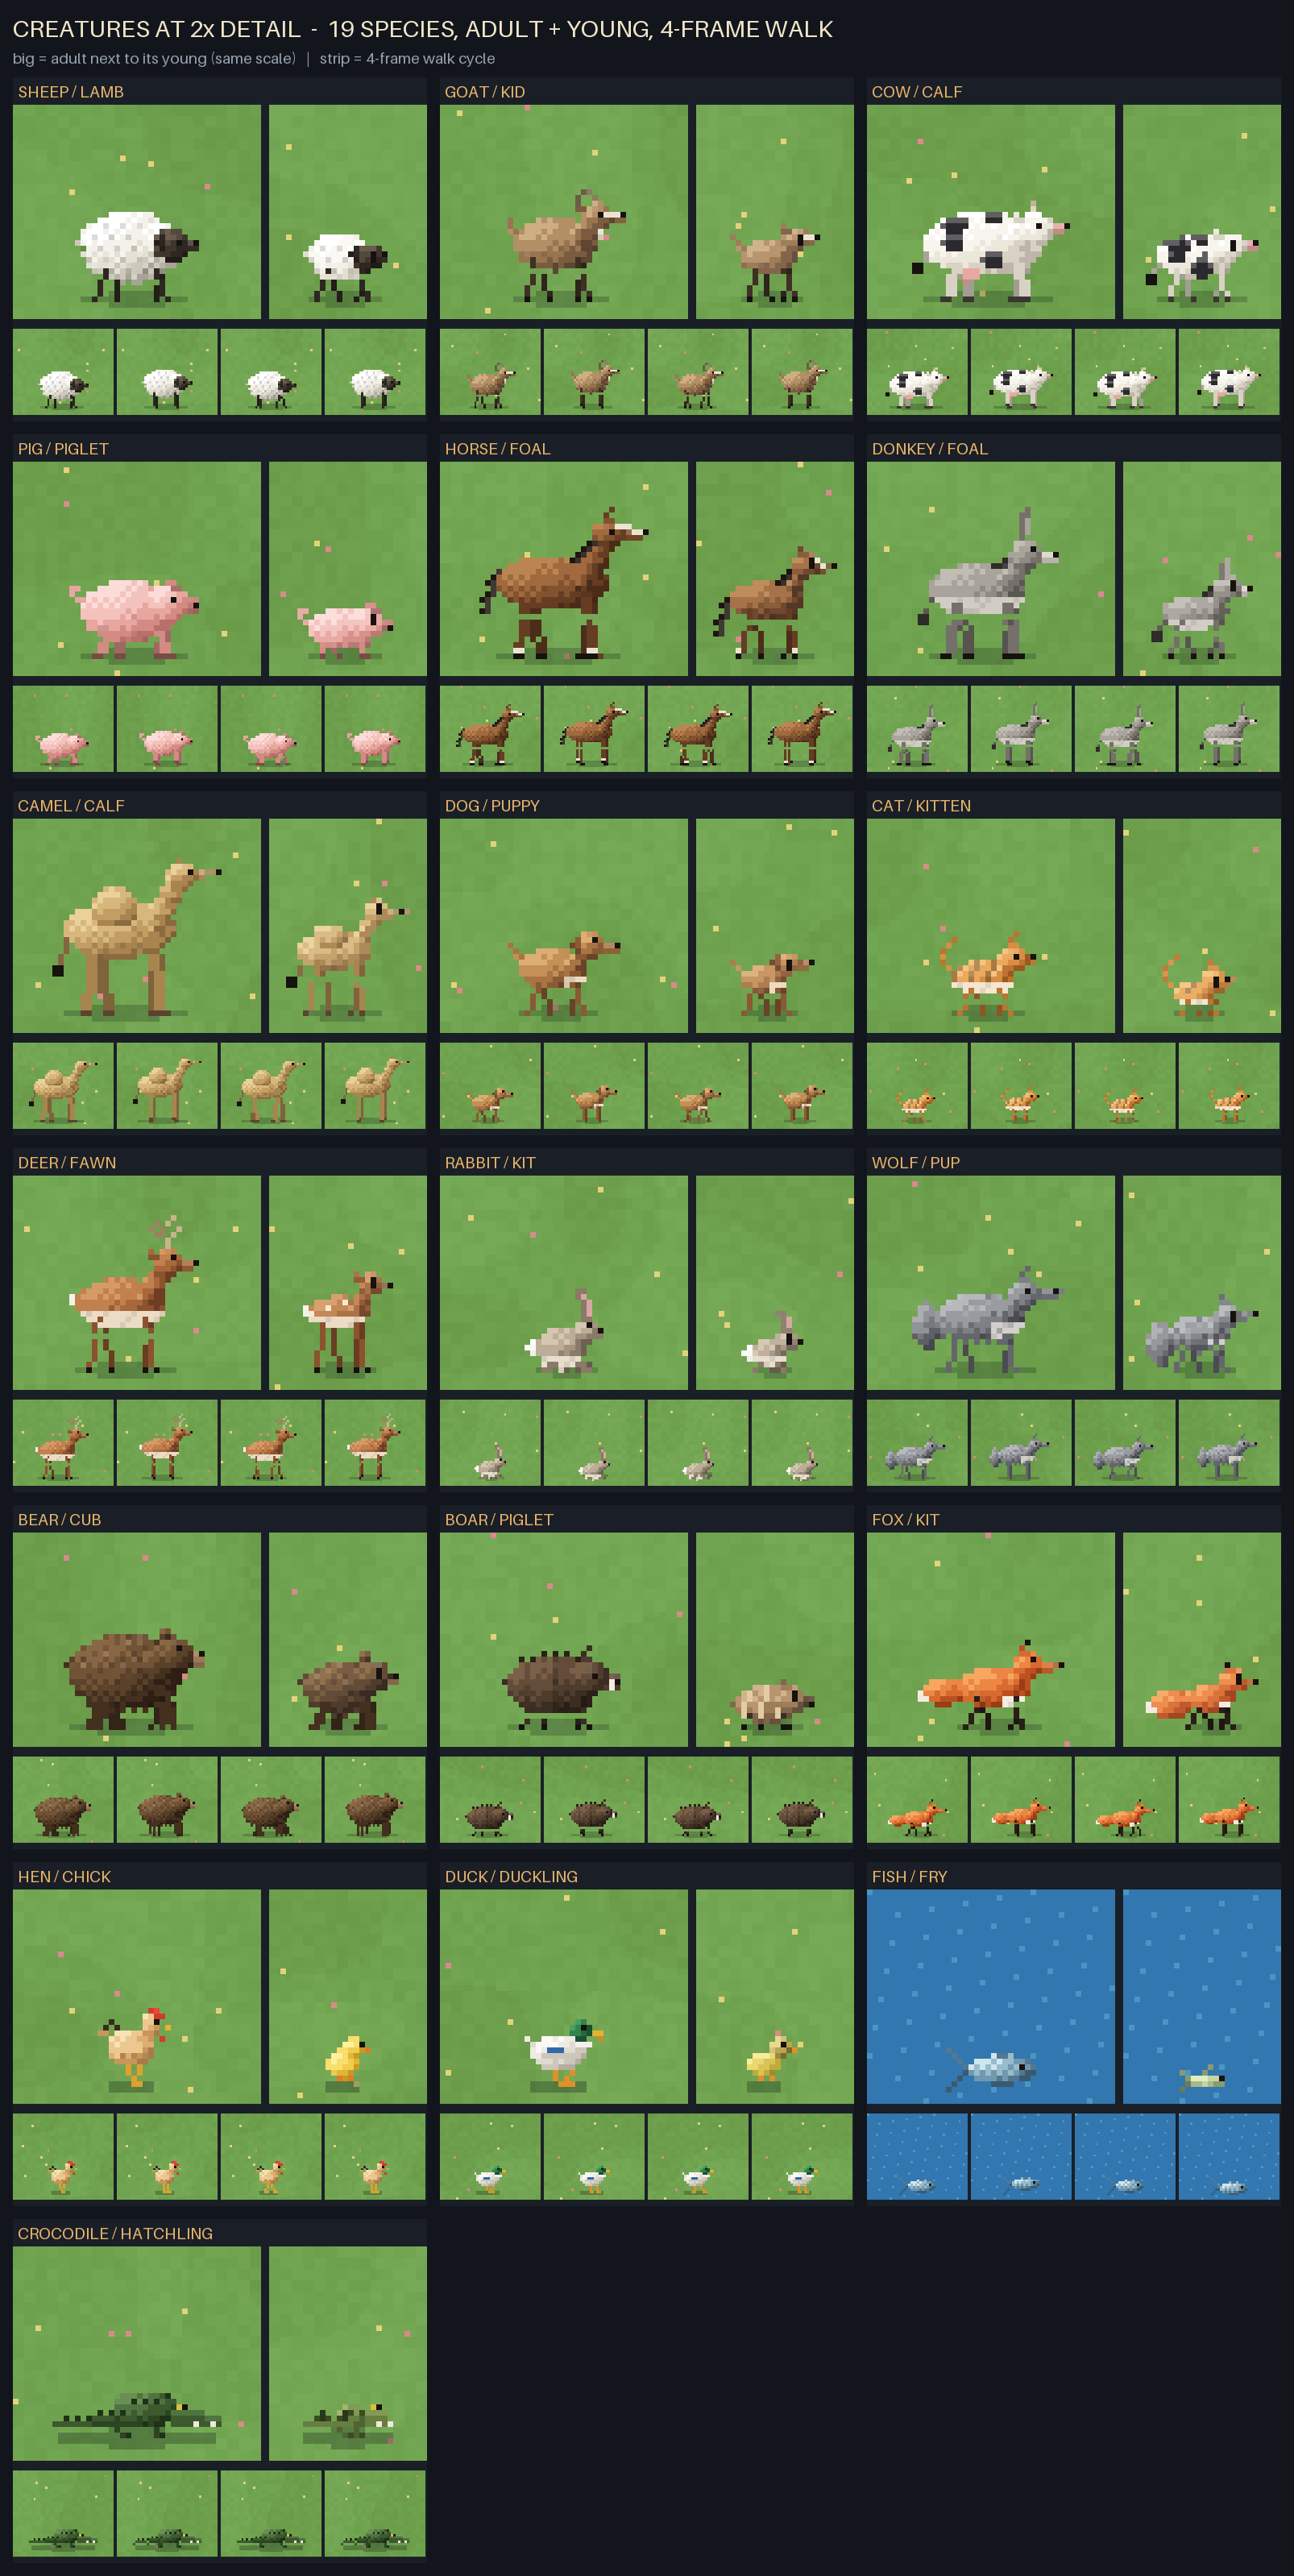 CREATURES AT 2x DETAIL - 19 SPECIES, ADULT + YOUNG, 4-FRAME WALK
big = adult next to its young (same scale) | strip = 4-frame walk cycle
SHEEP / LAMB
GOAT / KID
COW / CALF
PIG / PIGLET
HORSE / FOAL
DONKEY / FOAL
CAMEL / CALF
DOG / PUPPY
CAT / KITTEN
DEER / FAWN
RABBIT / KIT
WOLF / PUP
BEAR / CUB
BOAR / PIGLET
FOX / KIT
HEN / CHICK
DUCK / DUCKLING
FISH / FRY
CROCODILE / HATCHLING